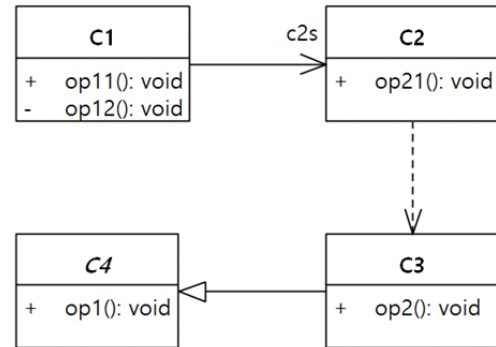 C1
+ op11(): void
- op12(): void
c2s
C2
+ op21(): void
C4
+ op1(): void
C3
+ op2(): void